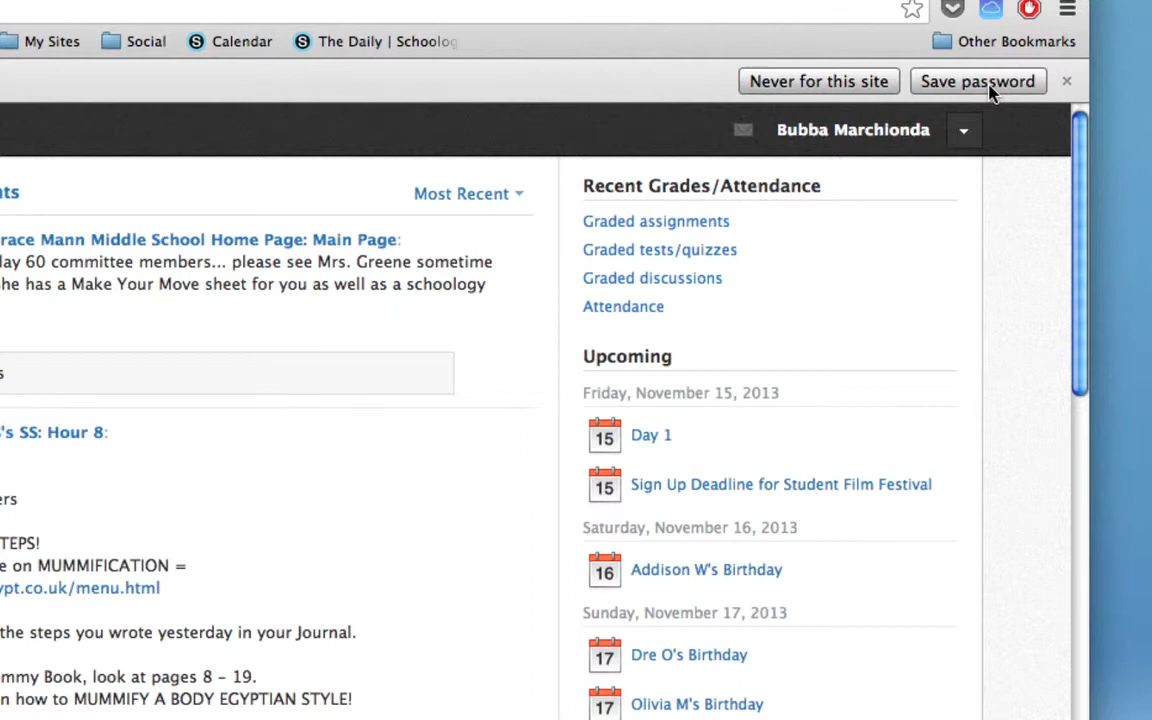 My Sites Social Calendar The Daily | Schoolog
Other Bookmarks
Never for this site Save password ×
Bubba Marchionda
nts
Most Recent
race Mann Middle School Home Page: Main Page:
lay 60 committee members... please see Mrs. Greene sometime
he has a Make Your Move sheet for you as well as a schoology
s
's SS: Hour 8:
ers
TEPS!
e on MUMMIFICATION =
ypt.co.uk/menu.html
the steps you wrote yesterday in your Journal.
mmy Book, look at pages 8 - 19.
n how to MUMMIFY A BODY EGYPTIAN STYLE!
Recent Grades/Attendance
Graded assignments
Graded tests/quizzes
Graded discussions
Attendance
Upcoming
Friday, November 15, 2013
15 Day 1
15 Sign Up Deadline for Student Film Festival
Saturday, November 16, 2013
16 Addison W's Birthday
Sunday, November 17, 2013
17 Dre O's Birthday
17 Olivia M's Birthday